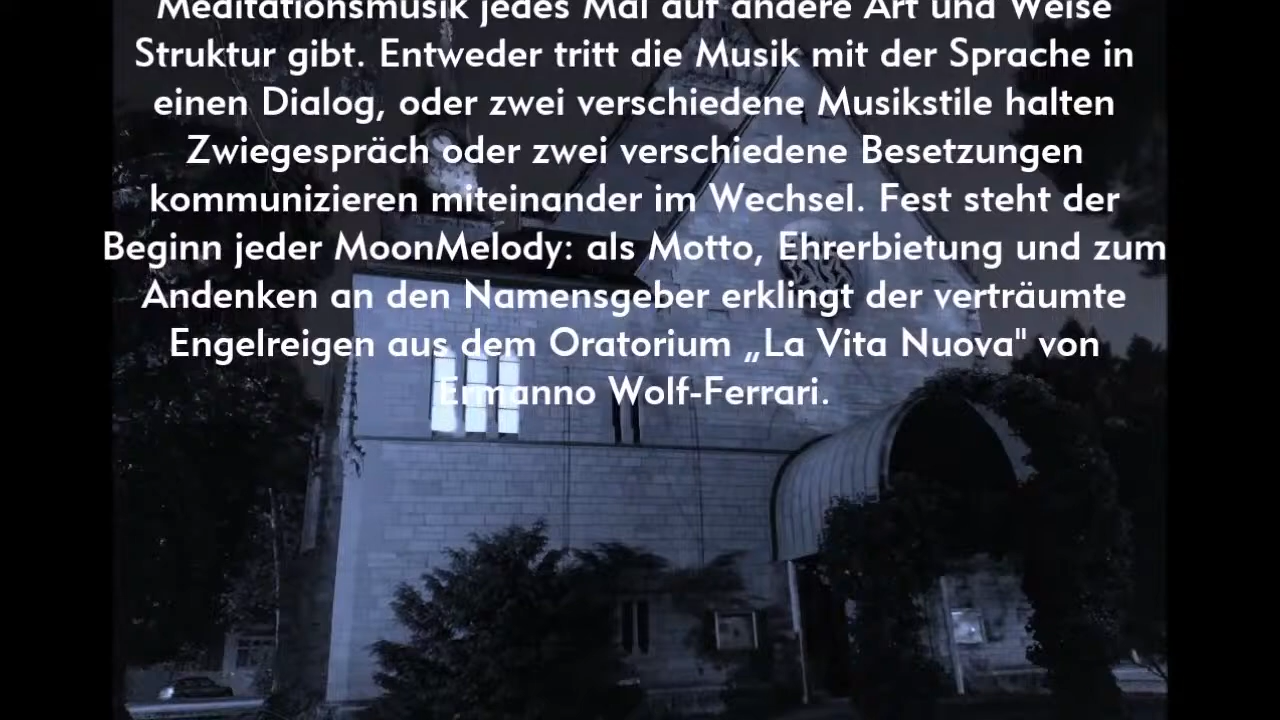 Meditationsmusik jedes Mal auf andere Art und Weise
Struktur gibt. Entweder tritt die Musik mit der Sprache in
einen Dialog, oder zwei verschiedene Musikstile halten
Zwiegespräch oder zwei verschiedene Besetzungen
kommunizieren miteinander im Wechsel. Fest steht der
Beginn jeder MoonMelody: als Motto, Ehrerbietung und zum
Andenken an den Namensgeber erklingt der verträumte
Engelreigen aus dem Oratorium „La Vita Nuova" von
Ermanno Wolf-Ferrari.